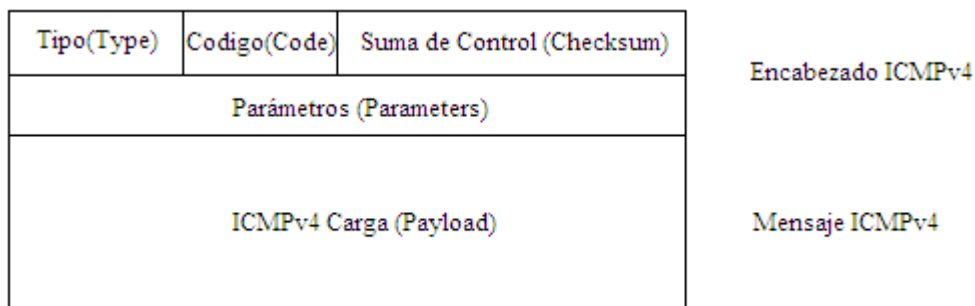 Tipo(Type) Codigo(Code) Suma de Control (Checksum)
Encabezado ICMPv4
Parámetros (Parameters)
ICMPv4 Carga (Payload)
Mensaje ICMPv4